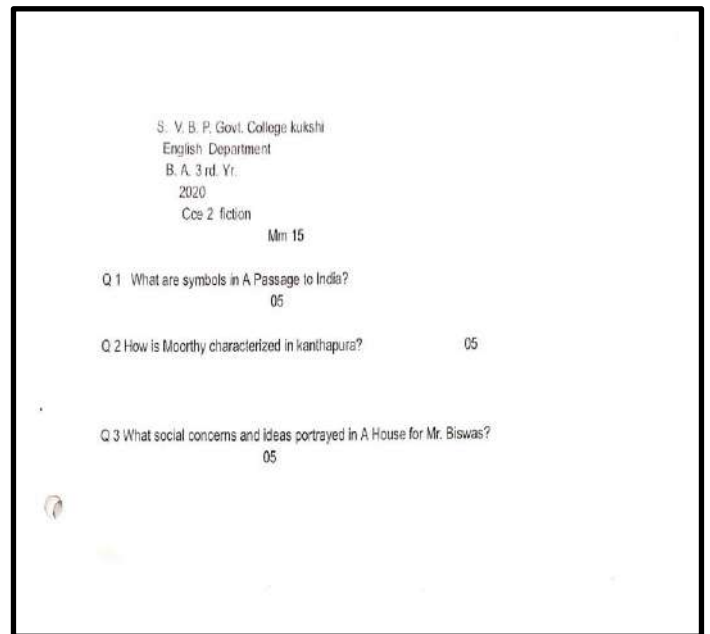 S. V. B. P. Govt. College kukshi
English Department
B. A. 3 rd. Yr.
2020
Cce 2 fiction
Mm 15
Q 1 What are symbols in A Passage to India?
05
Q 2 How is Moorthy characterized in kanthapura? 05
Q 3 What social concerns and ideas portrayed in A House for Mr. Biswas?
05